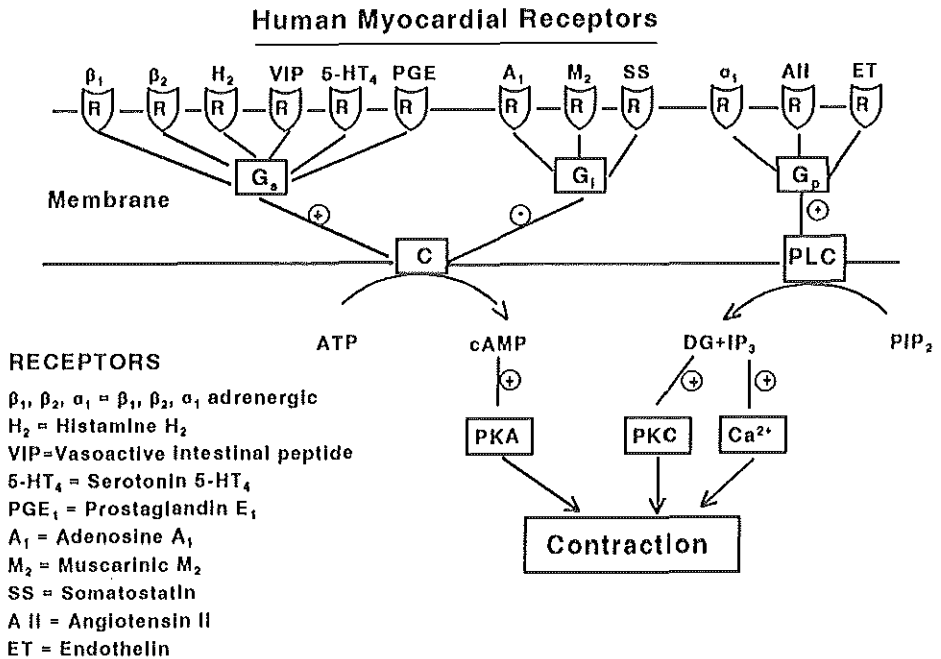 Human Myocardial Receptors
β₁ β₂ H₂ VIP 5-HT₄ PGE A₁ M₂ SS α₁ AII ET
R R R R R R R R R R R R
Gₛ Gᵢ Gₚ
Membrane
+ - +
C PLC
ATP cAMP DG+IP₃ PIP₂
+ + +
PKA PKC Ca²⁺
Contraction
RECEPTORS
β₁, β₂, α₁ = β₁, β₂, α₁ adrenergic
H₂ = Histamine H₂
VIP=Vasoactive intestinal peptide
5-HT₄ = Serotonin 5-HT₄
PGE₁ = Prostaglandin E₁
A₁ = Adenosine A₁
M₂ = Muscarinic M₂
SS = Somatostatin
A II = Angiotensin II
ET = Endothelin